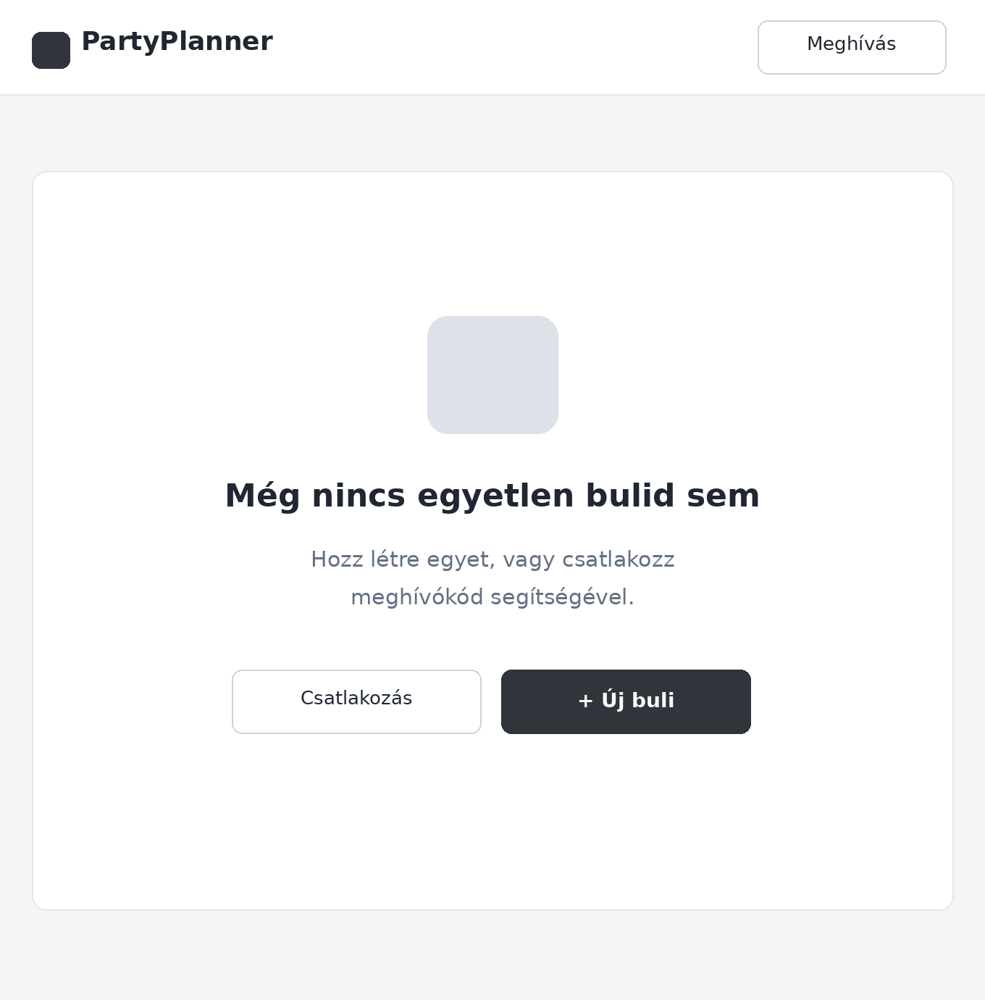 PartyPlanner
Meghívás
Még nincs egyetlen bulid sem
Hozz létre egyet, vagy csatlakozz
meghívókód segítségével.
Csatlakozás
+ Új buli